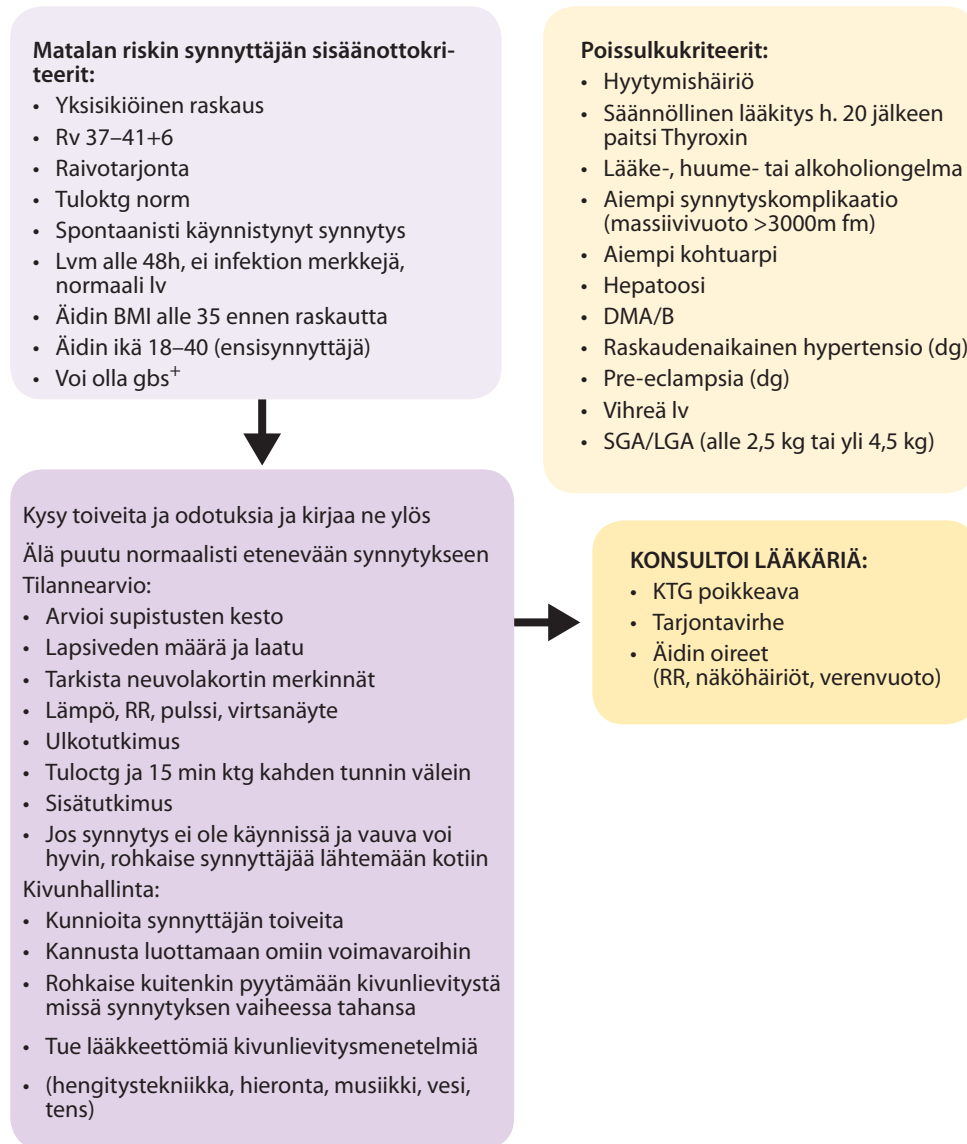 Matalan riskin synnyttäjän sisäänottokri-
teerit:
• Yksisikiöinen raskaus
• Rv 37–41+6
• Raivotarjonta
• Tuloktg norm
• Spontaanisti käynnistynyt synnytys
• Lvm alle 48h, ei infektion merkkejä,
normaali lv
• Äidin BMI alle 35 ennen raskautta
• Äidin ikä 18–40 (ensisynnyttäjä)
• Voi olla gbs+
Poissulkukriteerit:
• Hyytymishäiriö
• Säännöllinen lääkitys h. 20 jälkeen
paitsi Thyroxin
• Lääke-, huume- tai alkoholiongelma
• Aiempi synnytyskomplikaatio
(massiivivuoto >3000m fm)
• Aiempi kohtuarpi
• Hepatoosi
• DMA/B
• Raskaudenaikainen hypertensio (dg)
• Pre-eclampsia (dg)
• Vihreä lv
• SGA/LGA (alle 2,5 kg tai yli 4,5 kg)
Kysy toiveita ja odotuksia ja kirjaa ne ylös
Älä puutu normaalisti etenevään synnytykseen
Tilannearvio:
• Arvioi supistusten kesto
• Lapsiveden määrä ja laatu
• Tarkista neuvolakortin merkinnät
• Lämpö, RR, pulssi, virtsanäyte
• Ulkotutkimus
• Tuloctg ja 15 min ktg kahden tunnin välein
• Sisätutkimus
• Jos synnytys ei ole käynnissä ja vauva voi
hyvin, rohkaise synnyttäjää lähtemään kotiin
Kivunhallinta:
• Kunnioita synnyttäjän toiveita
• Kannusta luottamaan omiin voimavaroihin
• Rohkaise kuitenkin pyytämään kivunlievitystä
missä synnytyksen vaiheessa tahansa
• Tue lääkkeettömiä kivunlievitysmenetelmiä
• (hengitystekniikka, hieronta, musiikki, vesi,
tens)
KONSULTOI LÄÄKÄRIÄ:
• KTG poikkeava
• Tarjontavirhe
• Äidin oireet
(RR, näköhäiriöt, verenvuoto)